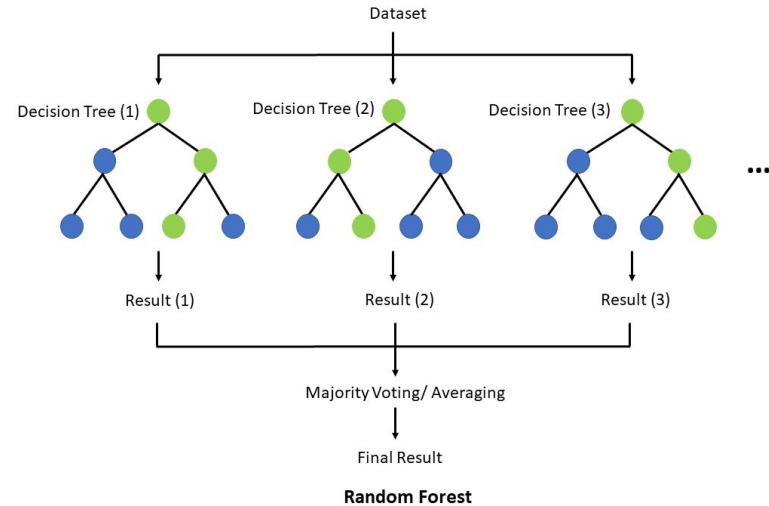 Dataset
Decision Tree (1)
Decision Tree (2)
Decision Tree (3)
...
Result (1)
Result (2)
Result (3)
Majority Voting/ Averaging
Final Result
Random Forest